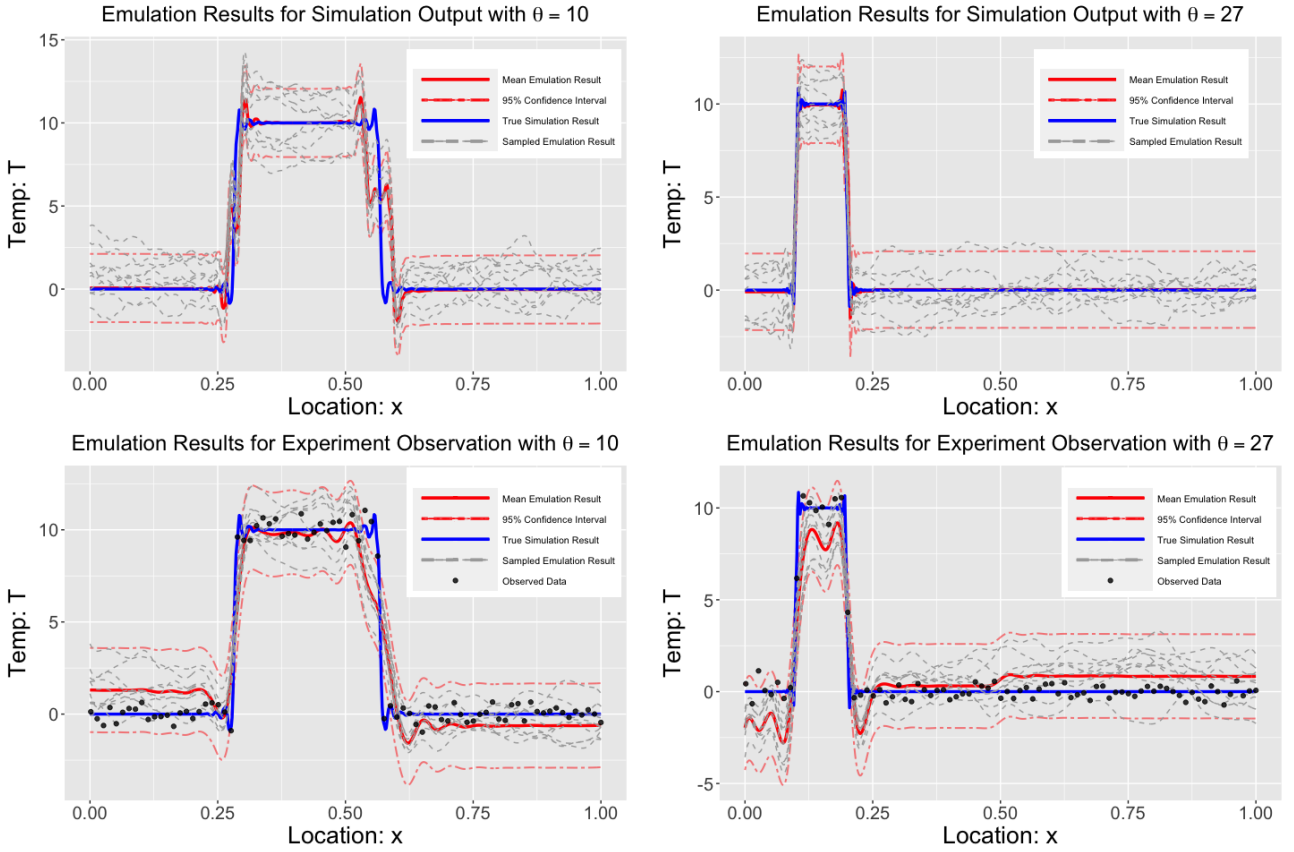 Emulation Results for Simulation Output with θ = 10
15
10
5
0
Temp: T
Mean Emulation Result
95% Confidence Interval
True Simulation Result
Sampled Emulation Result
0.00 0.25 0.50 0.75 1.00
Location: x
Emulation Results for Simulation Output with θ = 27
10
5
0
Temp: T
Mean Emulation Result
95% Confidence Interval
True Simulation Result
Sampled Emulation Result
0.00 0.25 0.50 0.75 1.00
Location: x
Emulation Results for Experiment Observation with θ = 10
10
5
0
Temp: T
Mean Emulation Result
95% Confidence Interval
True Simulation Result
Sampled Emulation Result
Observed Data
0.00 0.25 0.50 0.75 1.00
Location: x
Emulation Results for Experiment Observation with θ = 27
10
5
0
-5
Temp: T
Mean Emulation Result
95% Confidence Interval
True Simulation Result
Sampled Emulation Result
Observed Data
0.00 0.25 0.50 0.75 1.00
Location: x